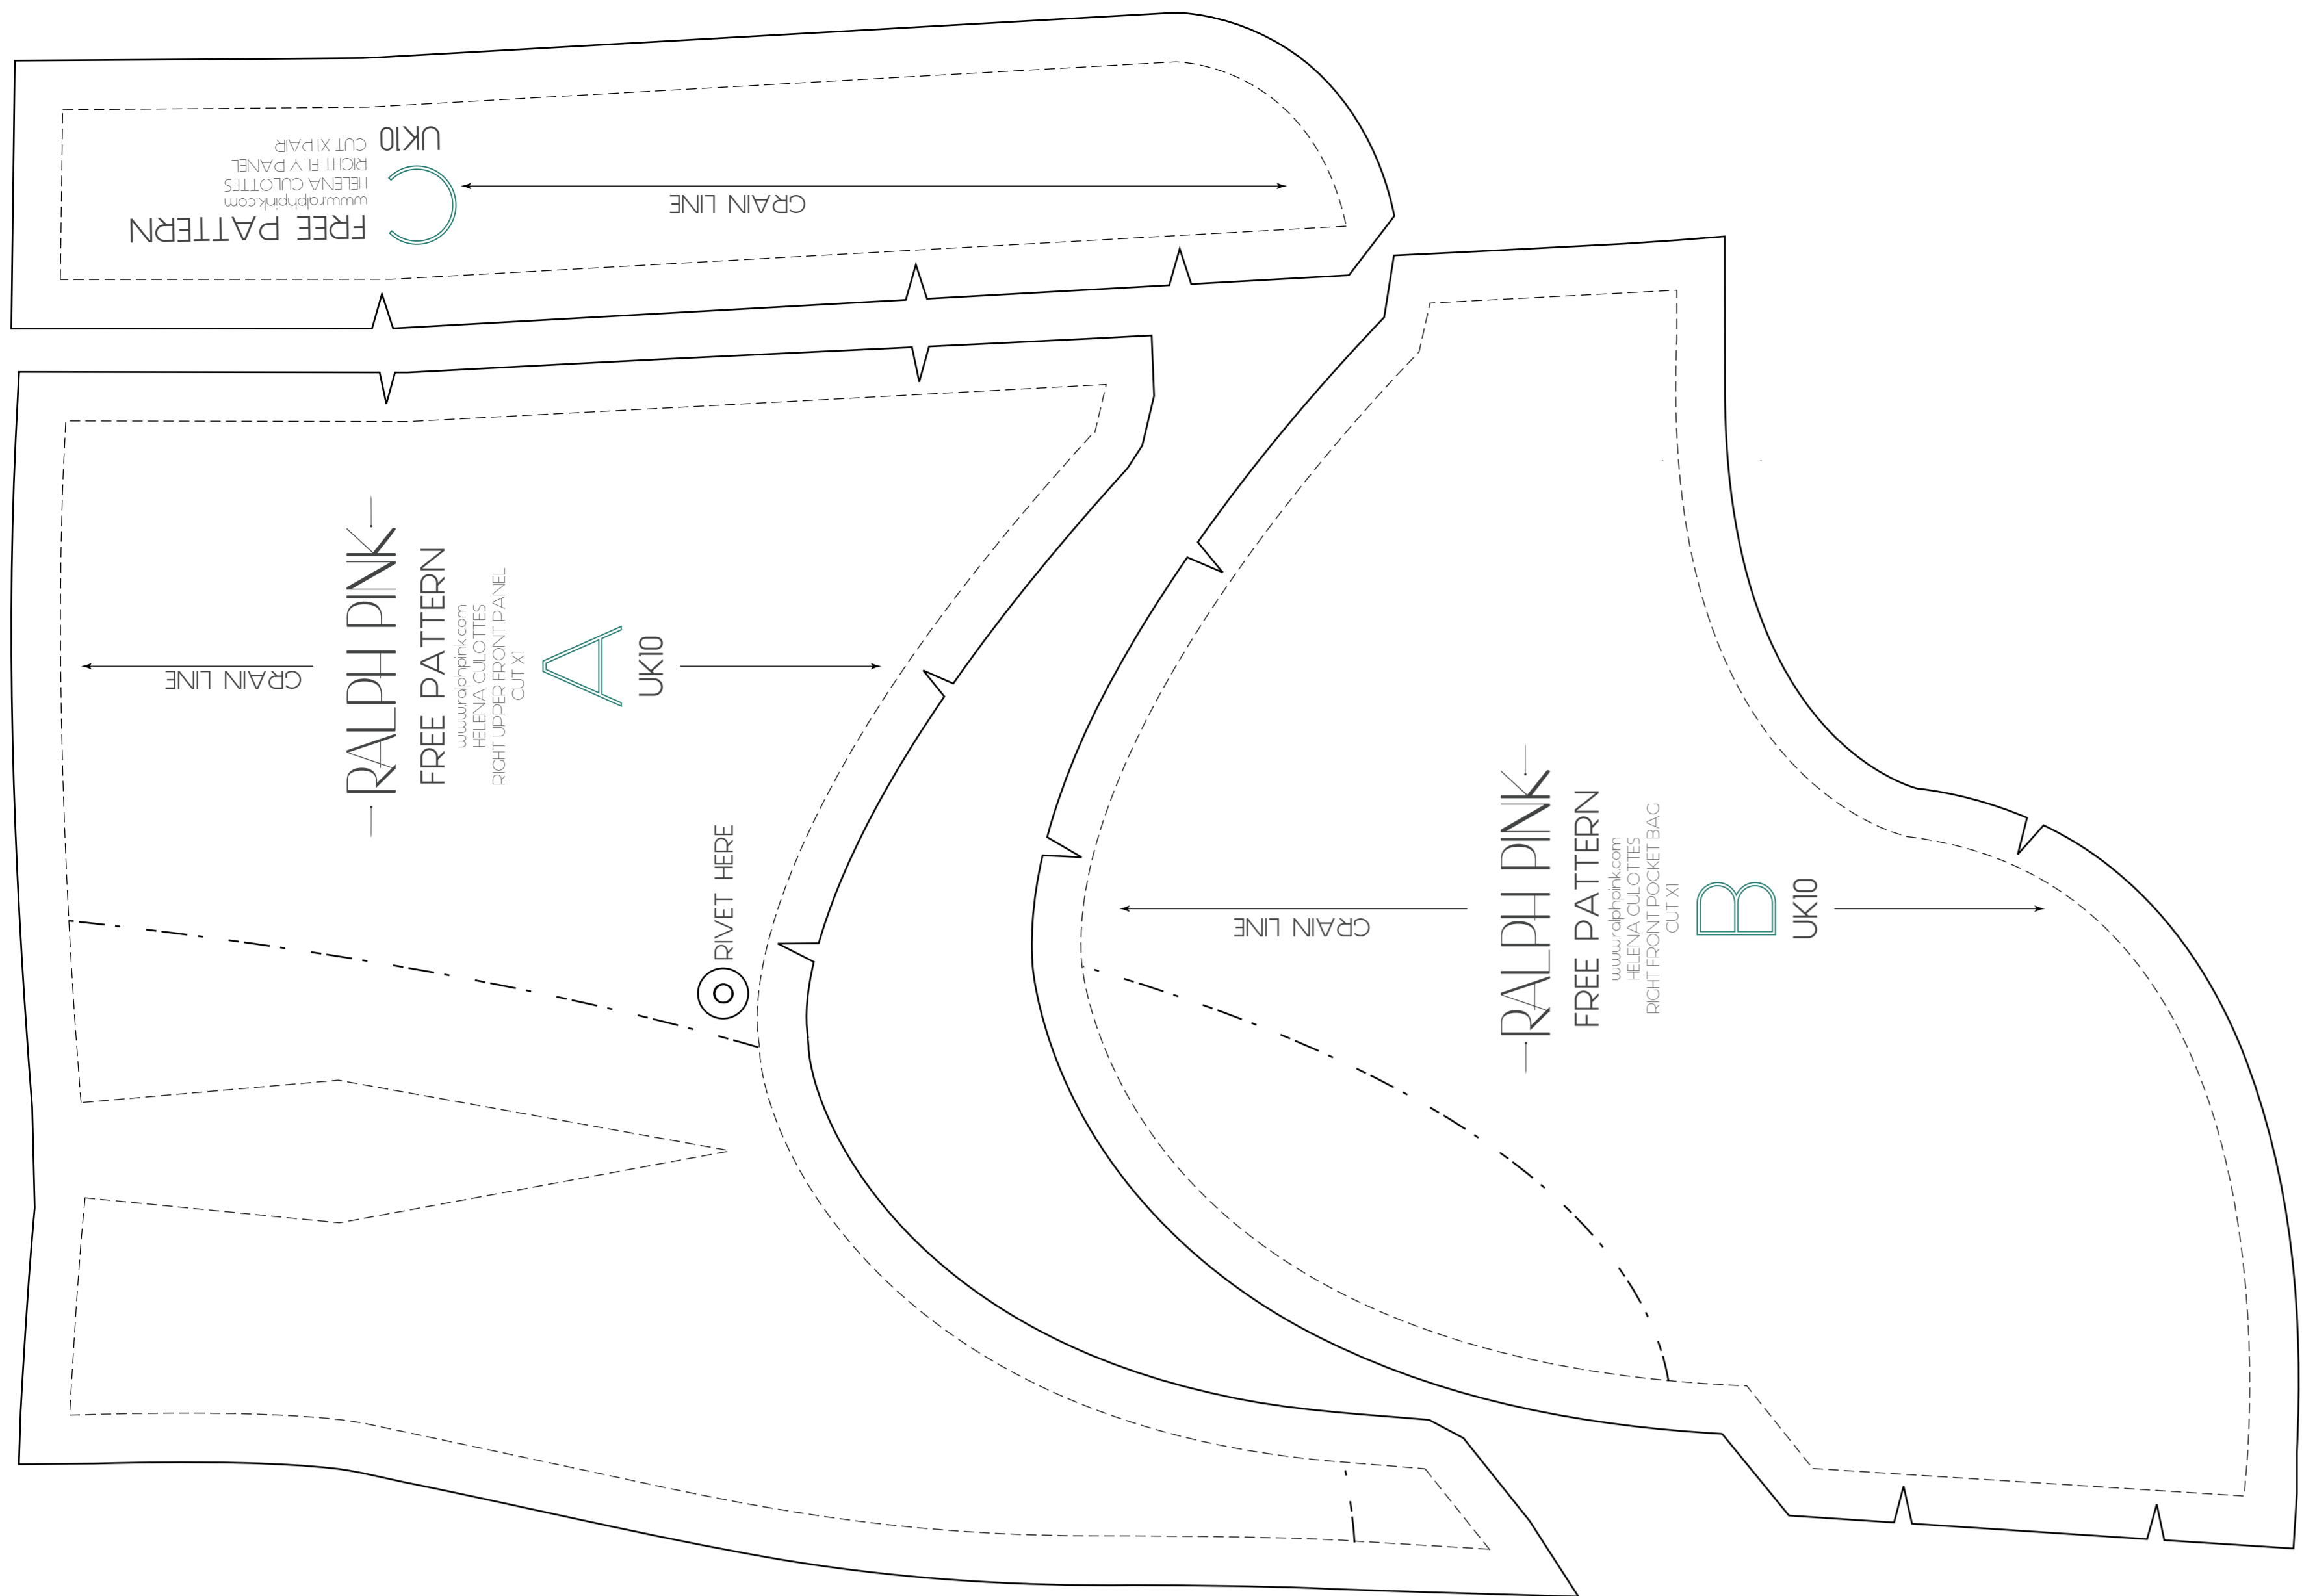 FREE PATTERN
www.ralphpink.com
HELENA CULOTTES
RIGHT FLY PANEL
CUT X1 PAIR
C
UK10
GRAIN LINE
RALPH PINK
FREE PATTERN
www.ralphpink.com
HELENA CULOTTES
RIGHT UPPER FRONT PANEL
CUT X1
A
UK10
GRAIN LINE
RIVET HERE
RALPH PINK
FREE PATTERN
www.ralphpink.com
HELENA CULOTTES
RIGHT FRONT POCKET BAG
CUT X1
B
UK10
GRAIN LINE